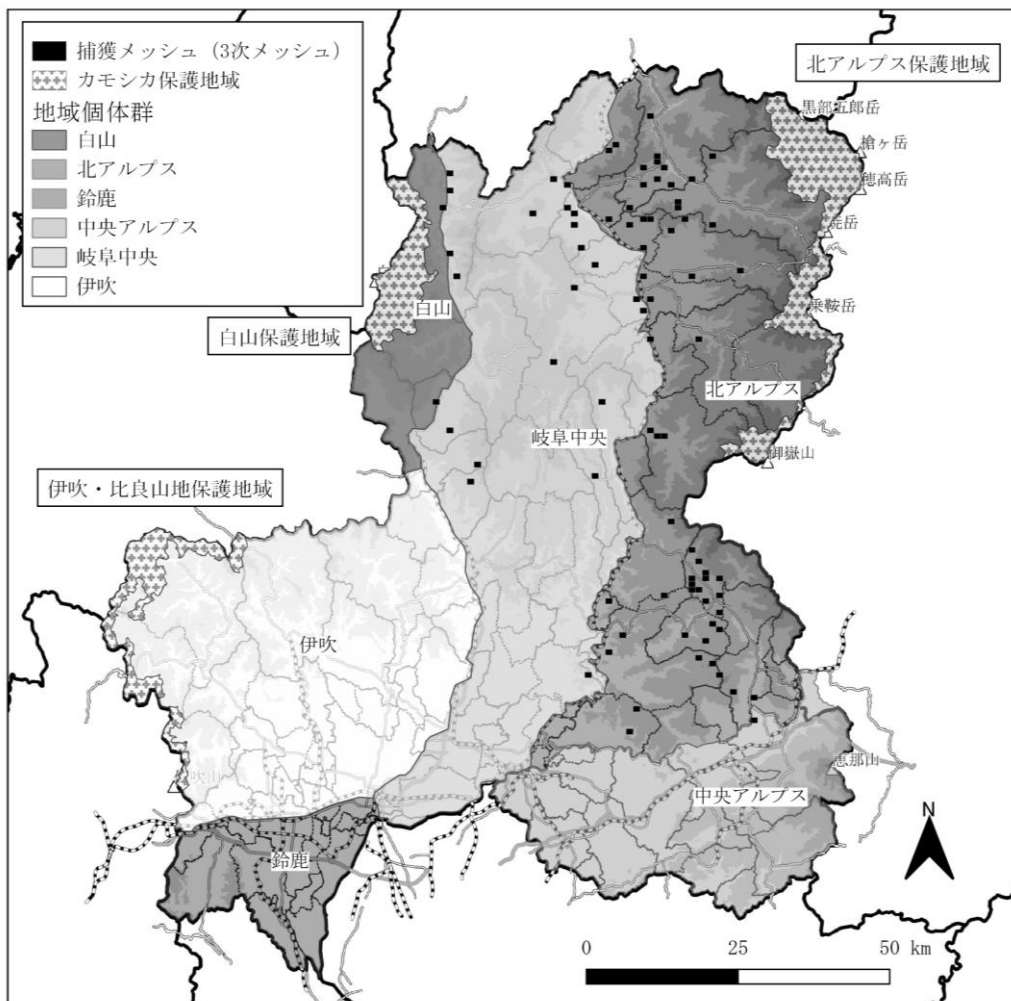 捕獲メッシュ（3次メッシュ）
カモシカ保護地域
地域個体群
白山
北アルプス
鈴鹿
中央アルプス
岐阜中央
伊吹
北アルプス保護地域
黒部五郎岳
槍ヶ岳
穂高岳
焼岳
乗鞍岳
白山
白山保護地域
北アルプス
岐阜中央
御嶽山
伊吹・比良山地保護地域
伊吹
吹山
恵那山
中央アルプス
鈴鹿
N
0 25 50 km